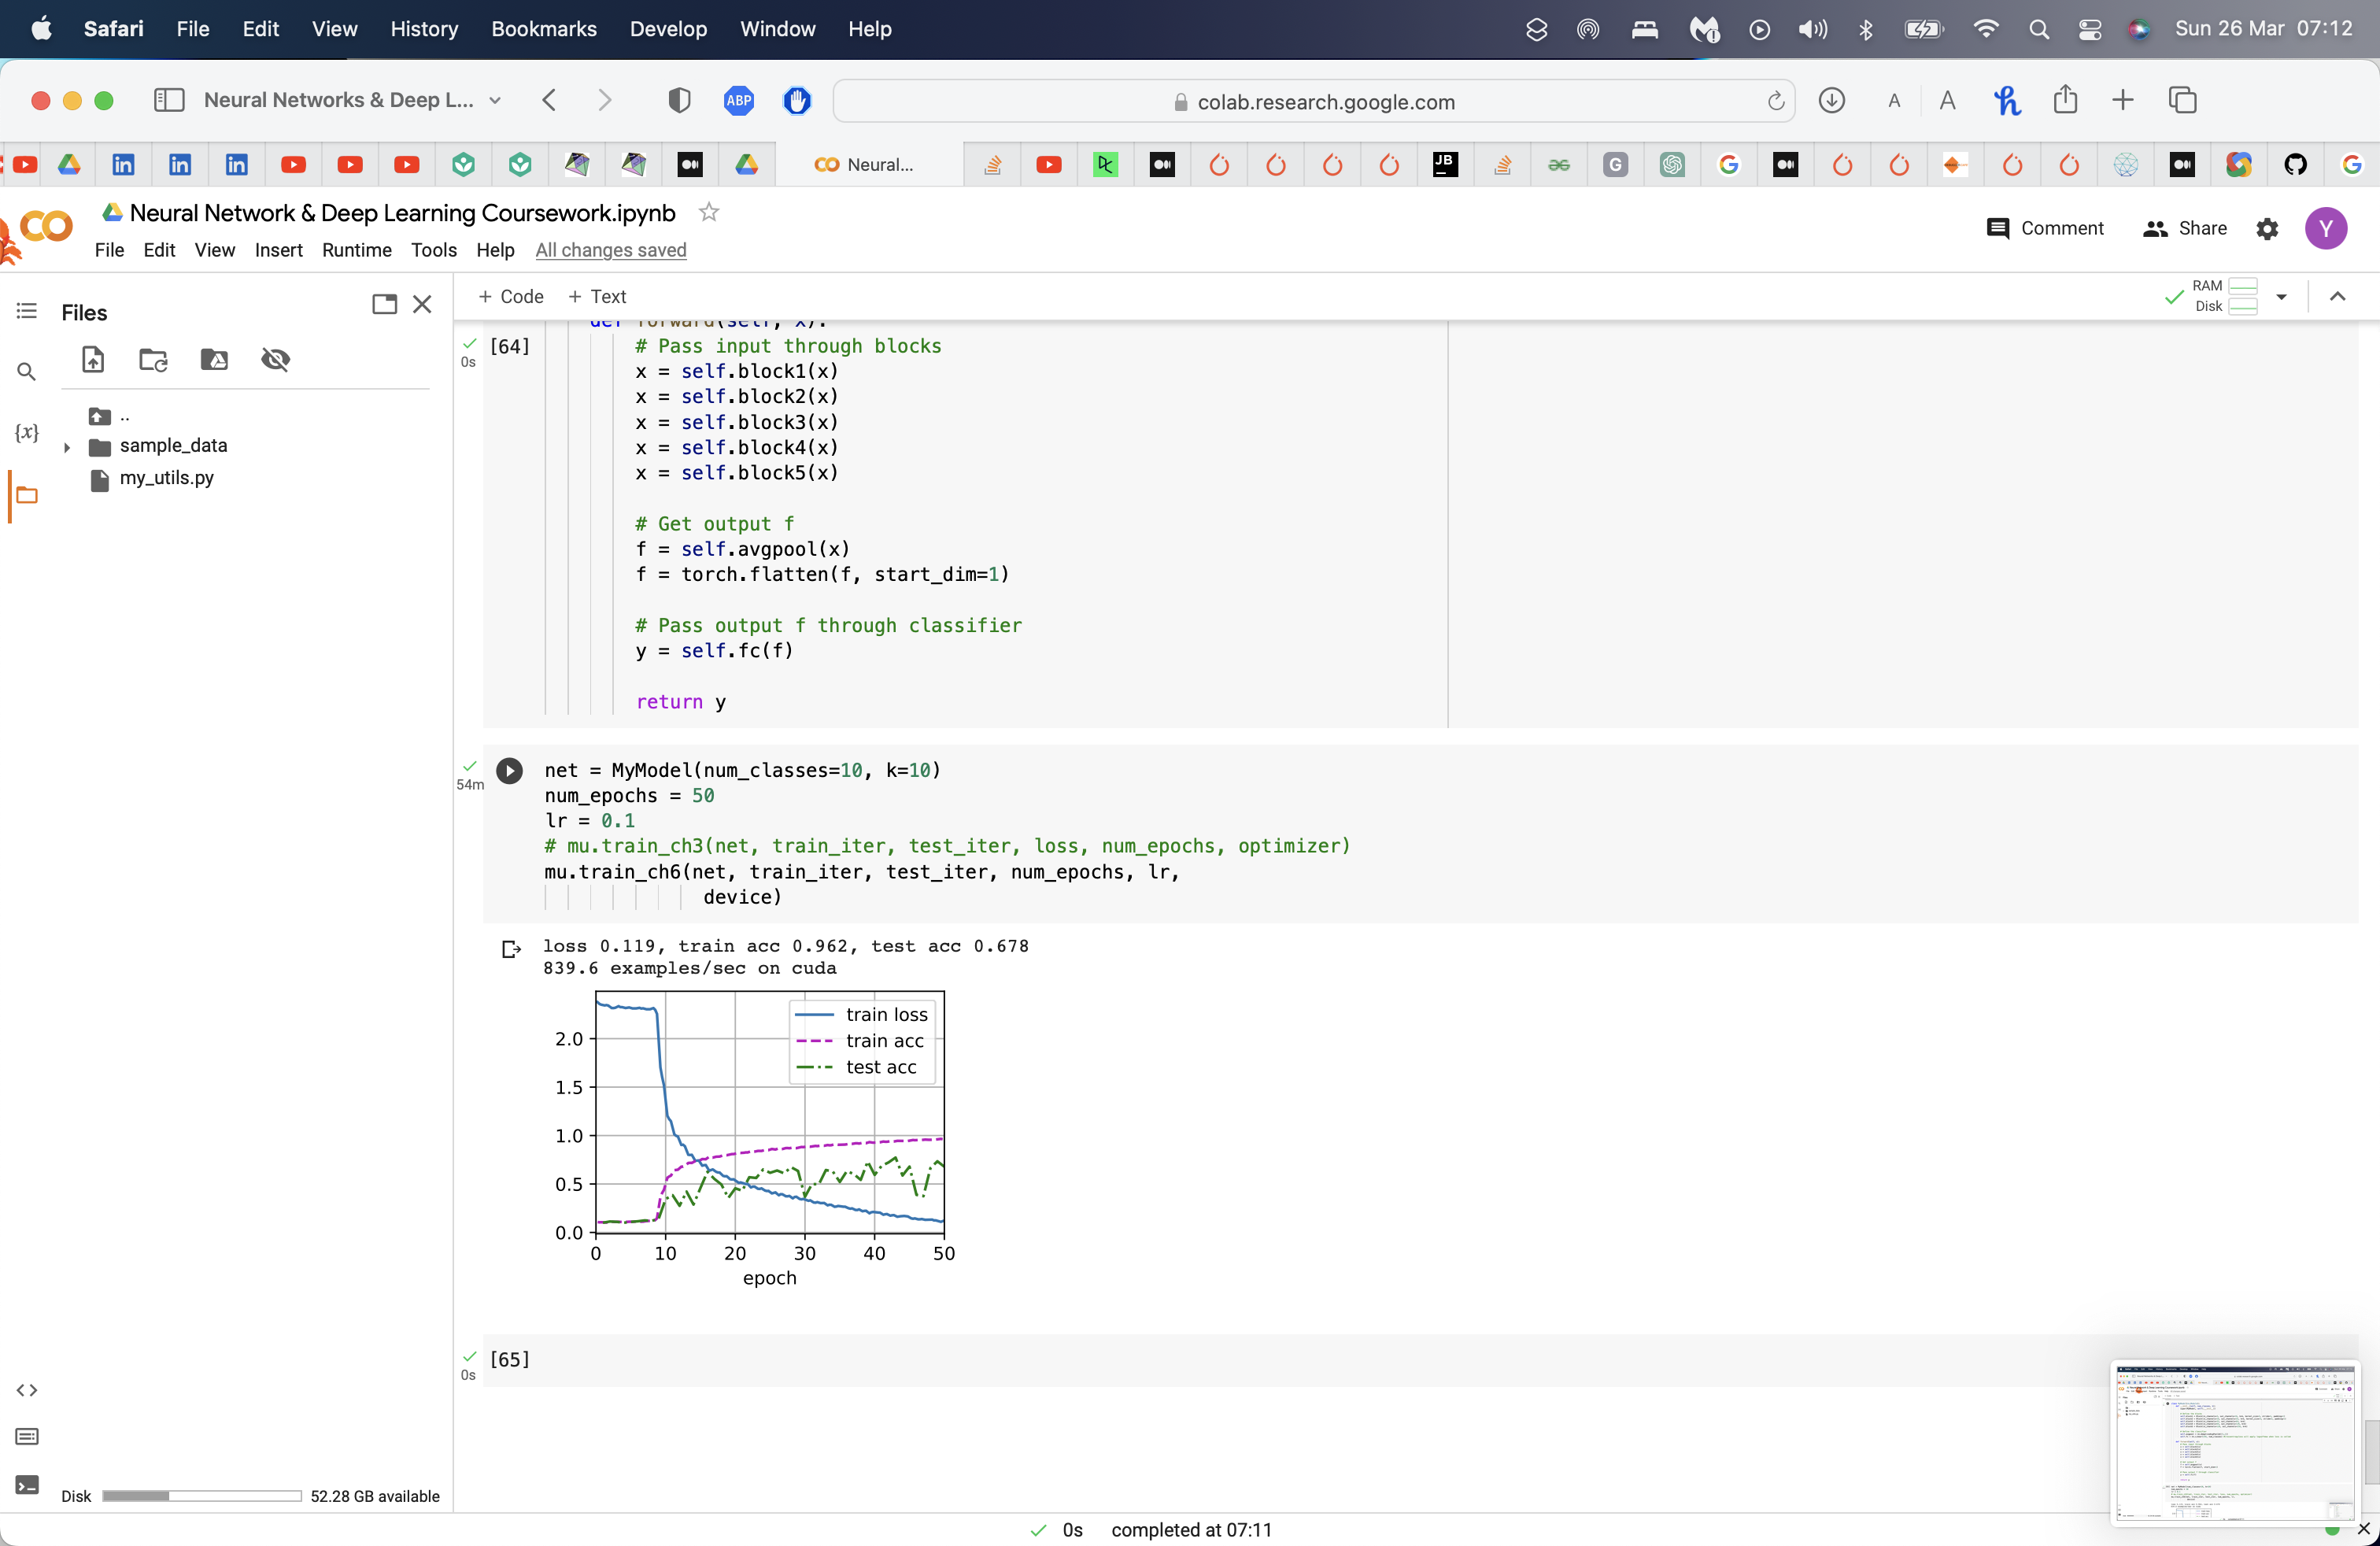 Safari File Edit View History Bookmarks Develop Window Help Sun 26 Mar 07:12
Neural Networks & Deep L... ABP colab.research.google.com A A
Neural... JB G
Neural Network & Deep Learning Coursework.ipynb
File Edit View Insert Runtime Tools Help All changes saved
Comment Share Y
Files
+ Code + Text
RAM
Disk
..
sample_data
my_utils.py
{x}
def forward(self, x):
[64]
0s
# Pass input through blocks
x = self.block1(x)
x = self.block2(x)
x = self.block3(x)
x = self.block4(x)
x = self.block5(x)
# Get output f
f = self.avgpool(x)
f = torch.flatten(f, start_dim=1)
# Pass output f through classifier
y = self.fc(f)
return y
54m
net = MyModel(num_classes=10, k=10)
num_epochs = 50
lr = 0.1
# mu.train_ch3(net, train_iter, test_iter, loss, num_epochs, optimizer)
mu.train_ch6(net, train_iter, test_iter, num_epochs, lr,
device)
loss 0.119, train acc 0.962, test acc 0.678
839.6 examples/sec on cuda
train loss
train acc
test acc
2.0
1.5
1.0
0.5
0.0
0 10 20 30 40 50
epoch
[65]
0s
Disk 52.28 GB available
0s completed at 07:11